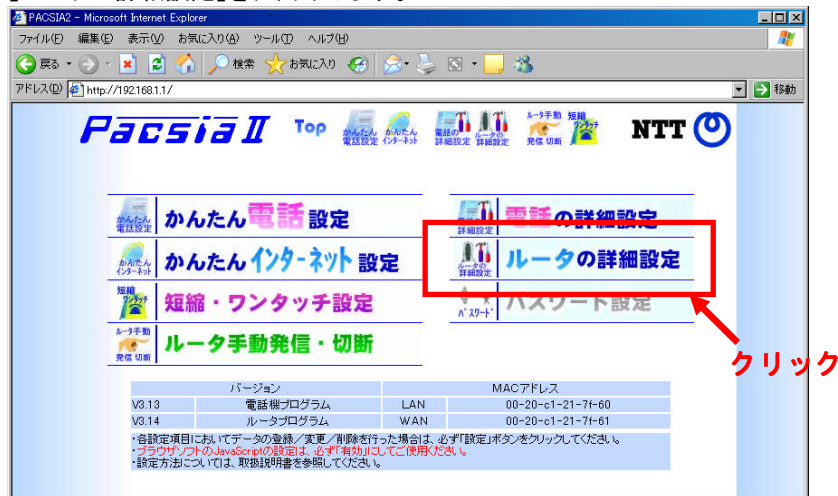 PACSIA2 - Microsoft Internet Explorer
ファイル(F) 編集(E) 表示(V) お気に入り(A) ツール(T) ヘルプ(H)
戻る 検索 お気に入り
アドレス(D) http://192.168.1.1/ 移動
Pacsia II Top かんたん電話設定 かんたんインターネット 電話の詳細設定 ルータの詳細設定 ルータ手動発信 切断 短縮ワンタッチ NTT
かんたん電話設定 かんたん電話設定
詳細設定 電話の詳細設定
かんたんインターネット かんたんインターネット設定
ルータの詳細設定 ルータの詳細設定
短縮ワンタッチ 短縮・ワンタッチ設定
パスワード パスワード設定
ルータ手動発信 切断 ルータ手動発信・切断
クリック
バージョン MACアドレス
V3.13 電話機プログラム LAN 00-20-c1-21-7f-60
V3.14 ルータプログラム WAN 00-20-c1-21-7f-61
・各設定項目においてデータの登録／変更／削除を行った場合は、必ず「設定」ボタンをクリックしてください。
・ブラウザソフトのJavaScriptの設定は、必ず「有効」にしてご使用ください。
・設定方法については、取扱説明書を参照してください。